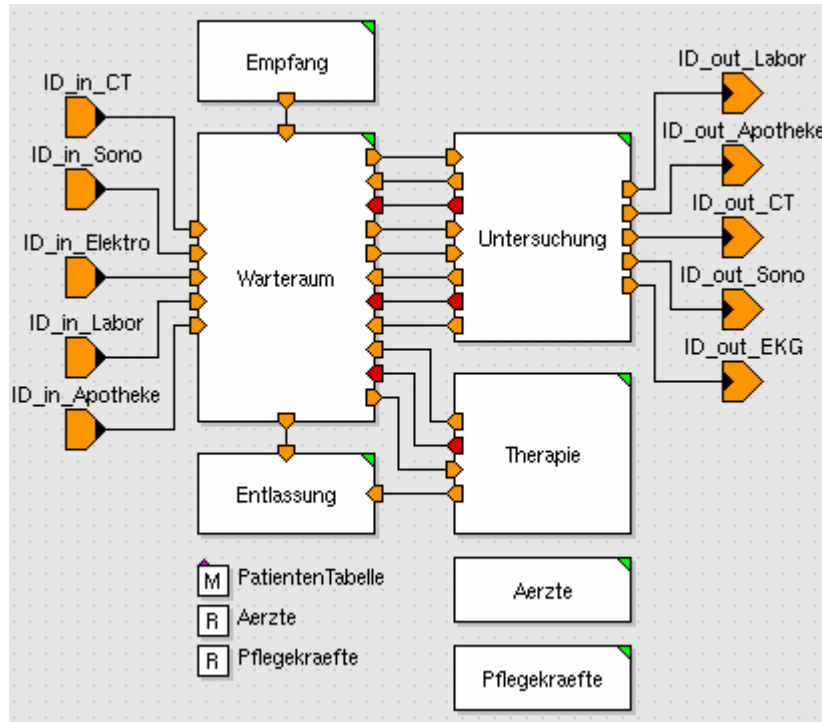 Empfang
ID_out_Labor
ID_in_CT
ID_out_Apotheke
ID_in_Sono
ID_out_CT
ID_in_Elektro
Warteraum
Untersuchung
ID_out_Sono
ID_in_Labor
ID_out_EKG
ID_in_Apotheke
Therapie
Entlassung
M PatientenTabelle
R Aerzte
R Pflegekraefte
Aerzte
Pflegekraefte